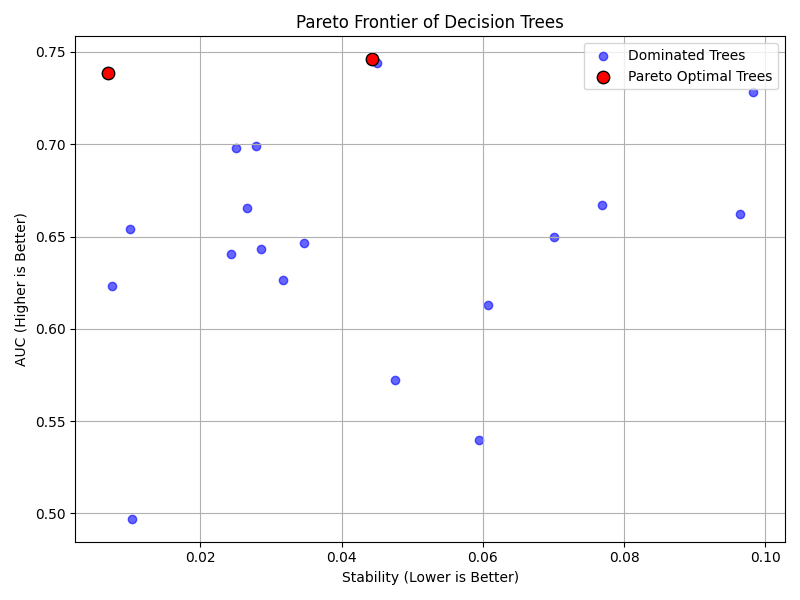 Pareto Frontier of Decision Trees
Dominated Trees
Pareto Optimal Trees
AUC (Higher is Better)
0.75
0.70
0.65
0.60
0.55
0.50
0.02 0.04 0.06 0.08 0.10
Stability (Lower is Better)